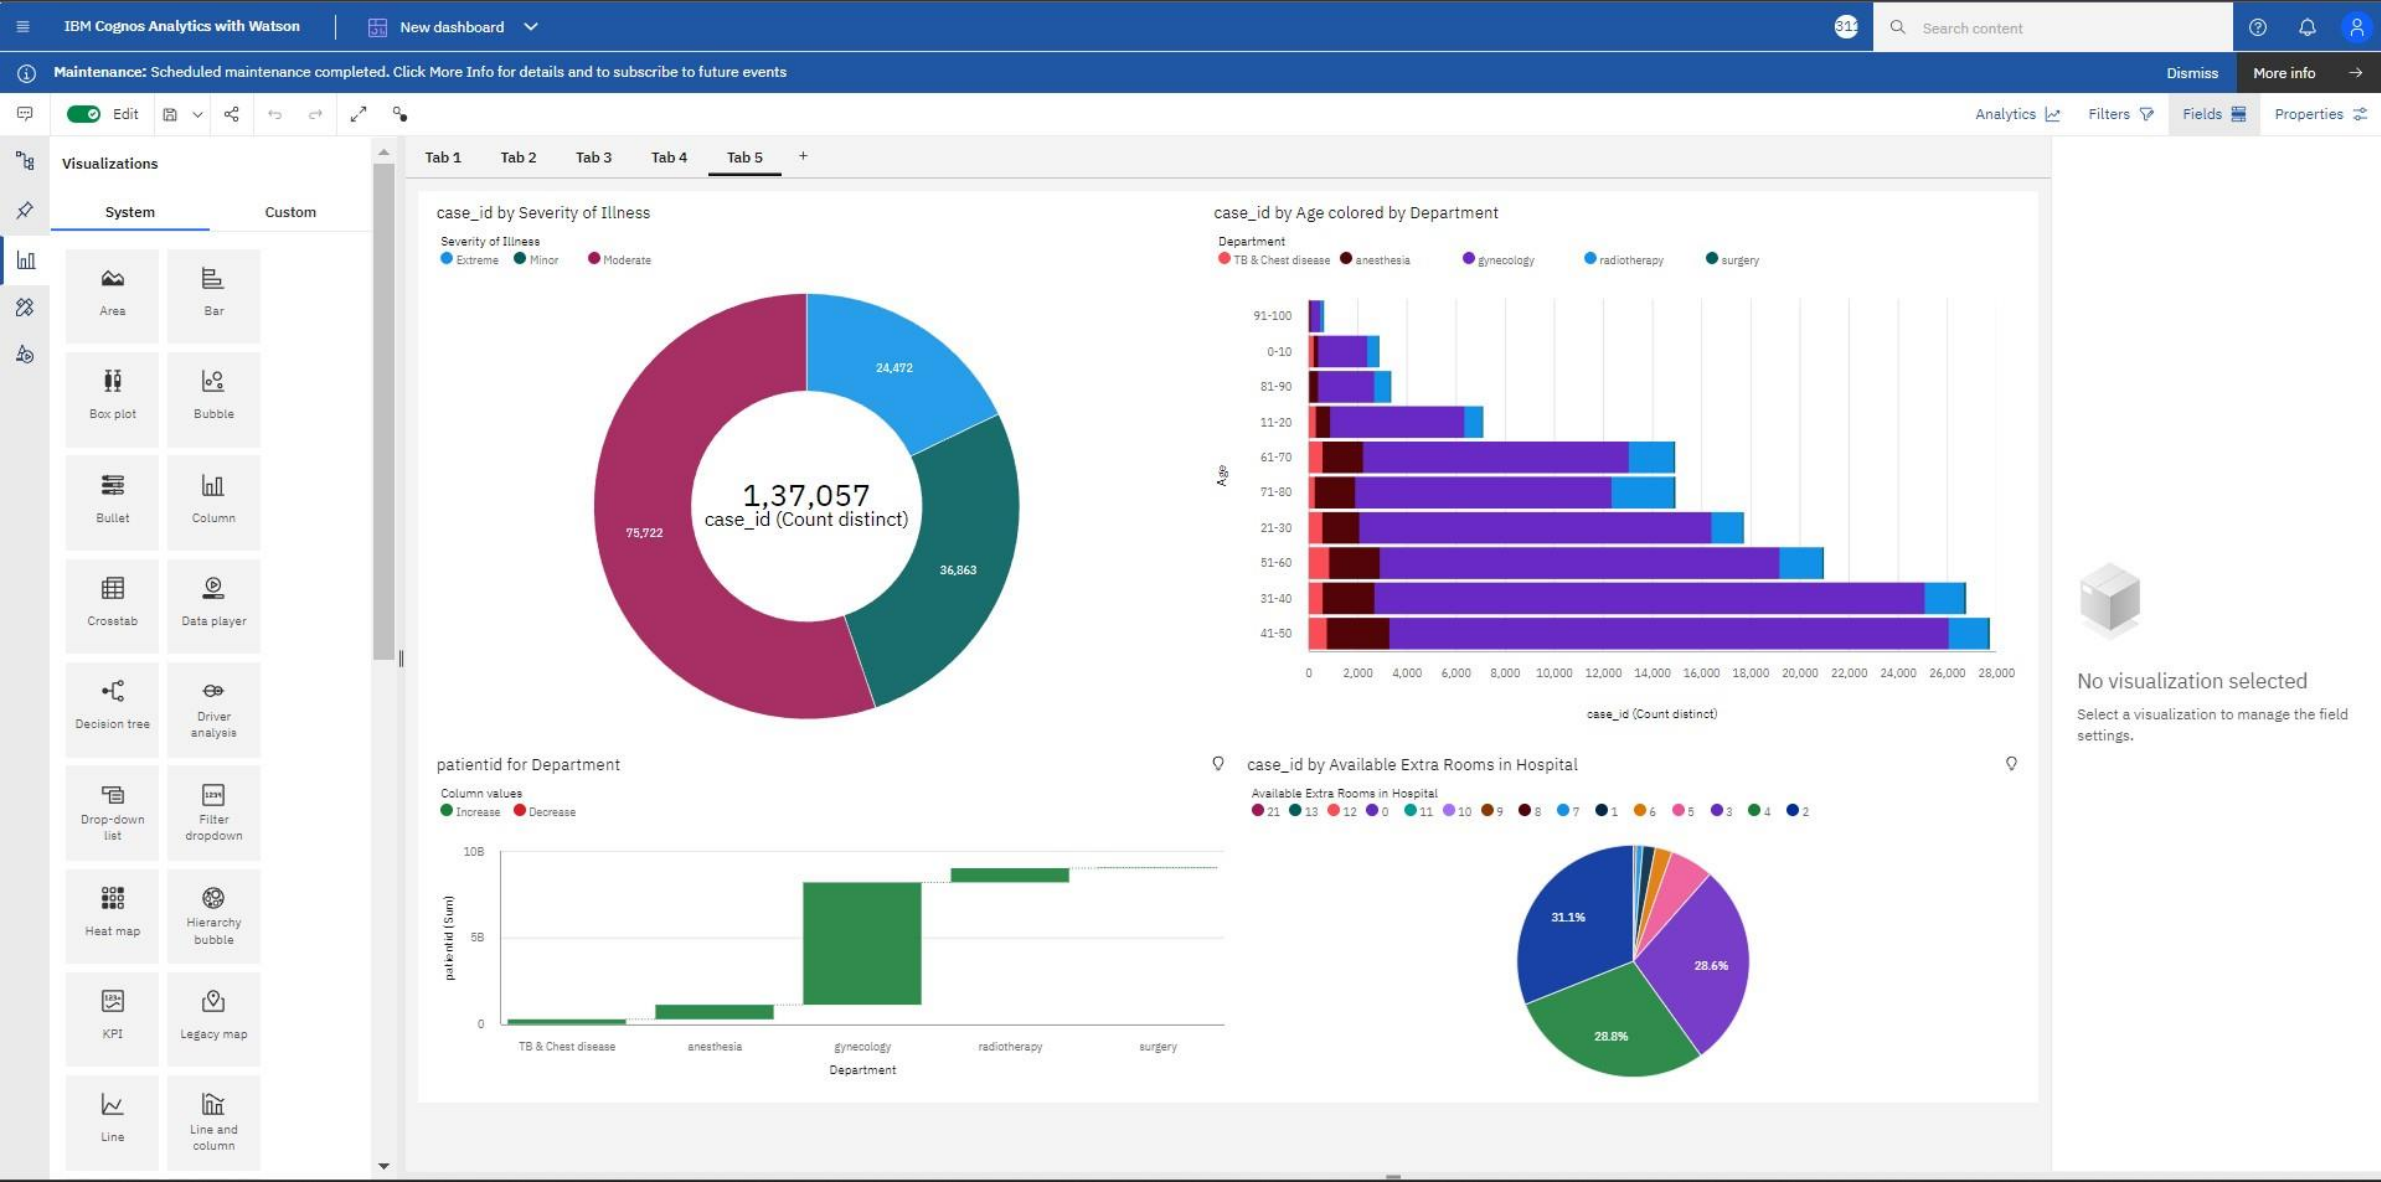 IBM Cognos Analytics with Watson
New dashboard
311
Search content
Maintenance: Scheduled maintenance completed. Click More Info for details and to subscribe to future events
Dismiss
More info
Edit
Analytics
Filters
Fields
Properties
Visualizations
System
Custom
Area
Bar
Box plot
Bubble
Bullet
Column
Crosstab
Data player
Decision tree
Driver
analysis
Drop-down
list
Filter
dropdown
Heat map
Hierarchy
bubble
KPI
Legacy map
Line
Line and
column
Tab 1
Tab 2
Tab 3
Tab 4
Tab 5
+
case_id by Severity of Illness
Severity of Illness
Extreme
Minor
Moderate
24,472
1,37,057
case_id (Count distinct)
75,722
36,863
case_id by Age colored by Department
Department
TB & Chest disease
anesthesia
gynecology
radiotherapy
surgery
Age
91-100
0-10
81-90
11-20
61-70
71-80
21-30
51-60
31-40
41-50
0 2,000 4,000 6,000 8,000 10,000 12,000 14,000 16,000 18,000 20,000 22,000 24,000 26,000 28,000
case_id (Count distinct)
patientid for Department
Column values
Increase
Decrease
patientid (Sum)
10B
5B
0
TB & Chest disease
anesthesia
gynecology
radiotherapy
surgery
Department
case_id by Available Extra Rooms in Hospital
Available Extra Rooms in Hospital
21 13 12 0 11 10 9 8 7 1 6 5 3 4 2
31.1%
28.6%
28.8%
No visualization selected
Select a visualization to manage the field
settings.